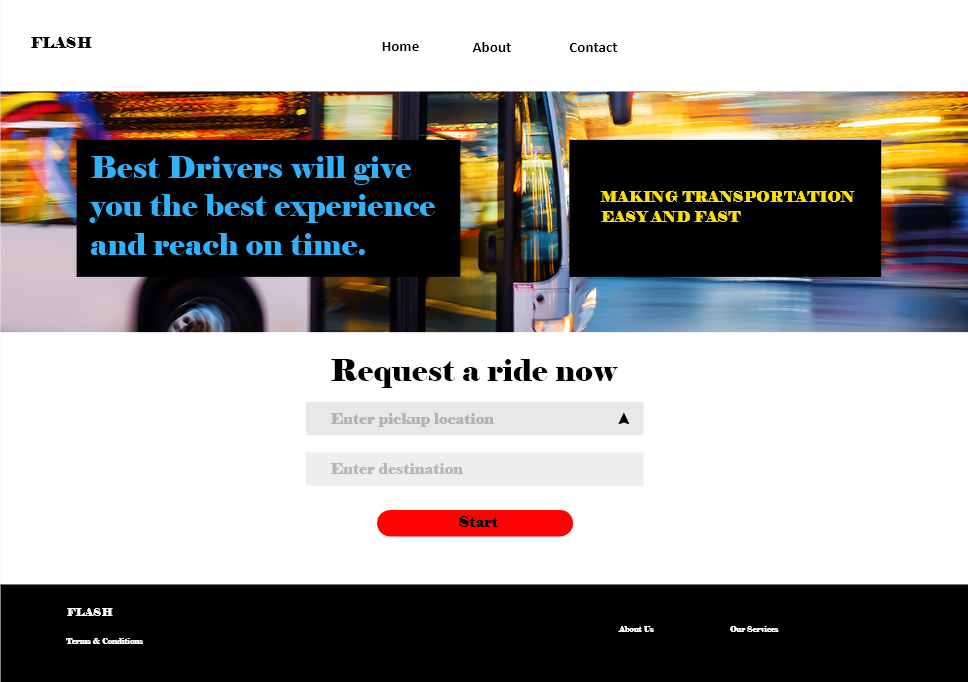 FLASH
Home
About
Contact
Best Drivers will give
you the best experience
and reach on time.
MAKING TRANSPORTATION
EASY AND FAST
Request a ride now
Enter pickup location
Enter destination
Start
FLASH
Terms & Conditions
About Us
Our Services